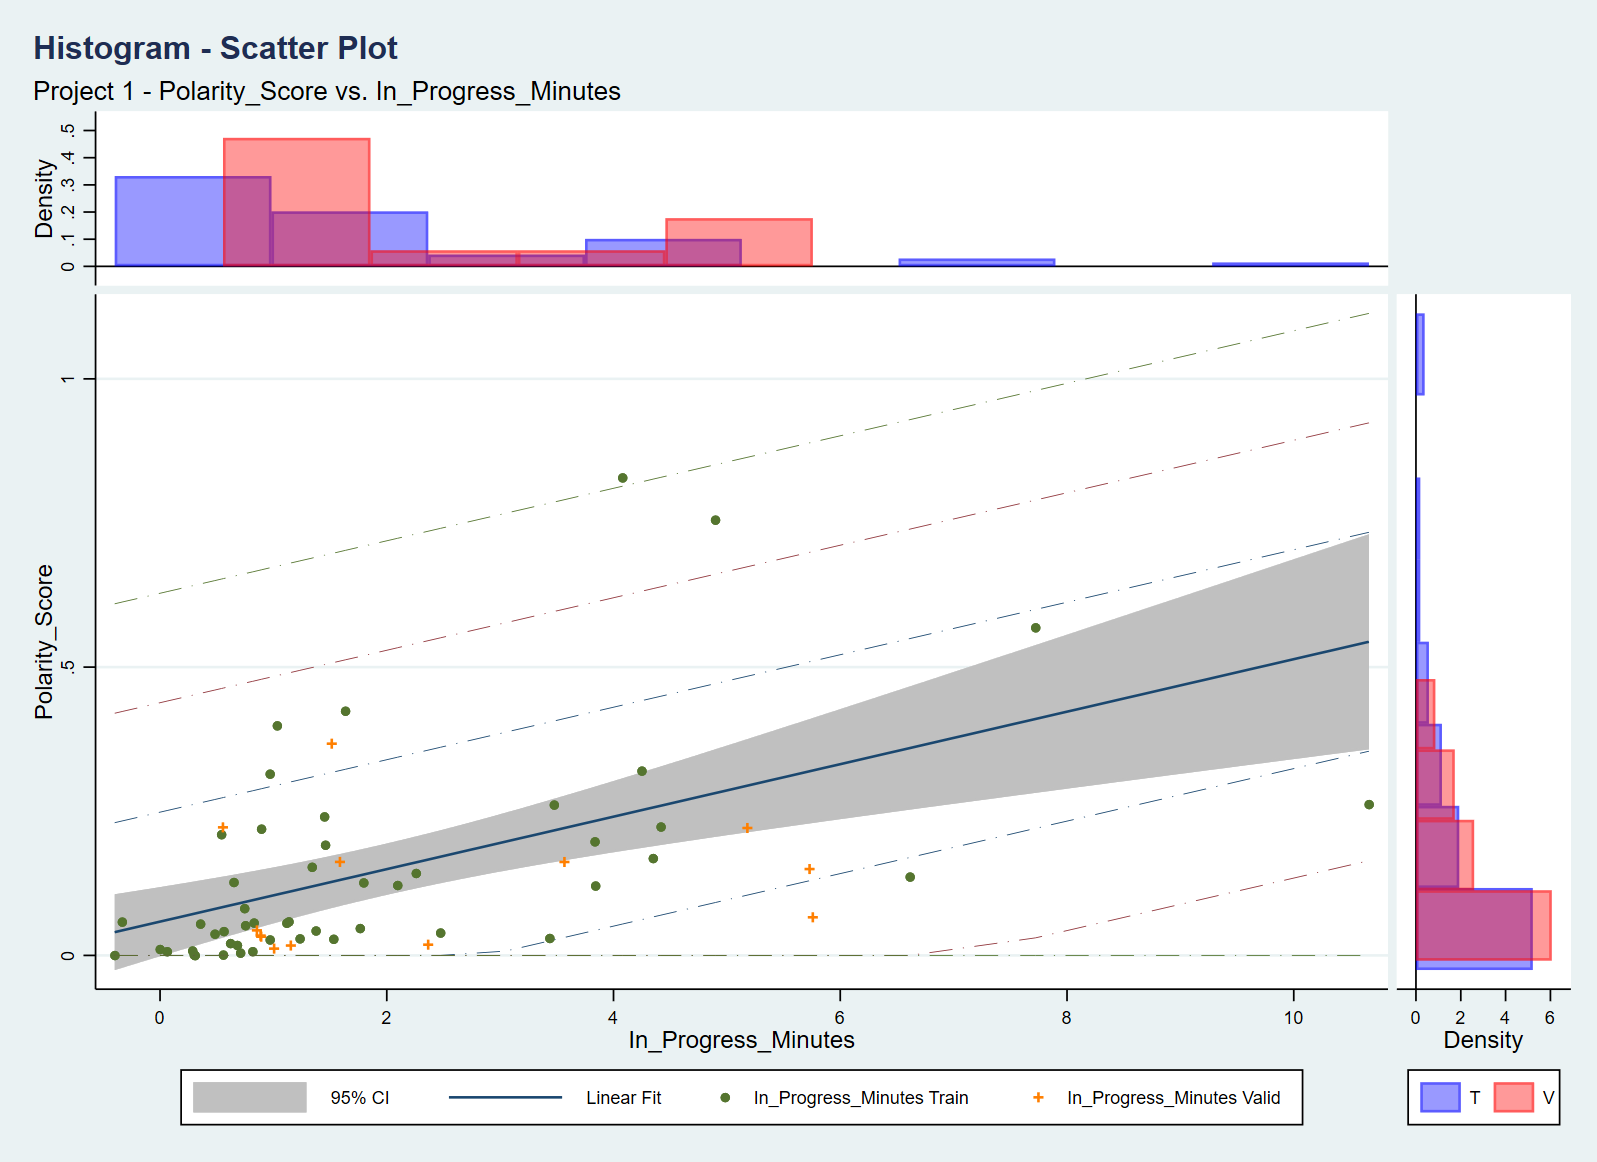 Histogram - Scatter Plot
Project 1 - Polarity_Score vs. In_Progress_Minutes
Density
0 .1 .2 .3 .4 .5
Polarity_Score
0 .5 1
0 2 4 6 8 10
In_Progress_Minutes
0 2 4 6
Density
95% CI Linear Fit In_Progress_Minutes Train In_Progress_Minutes Valid
T V